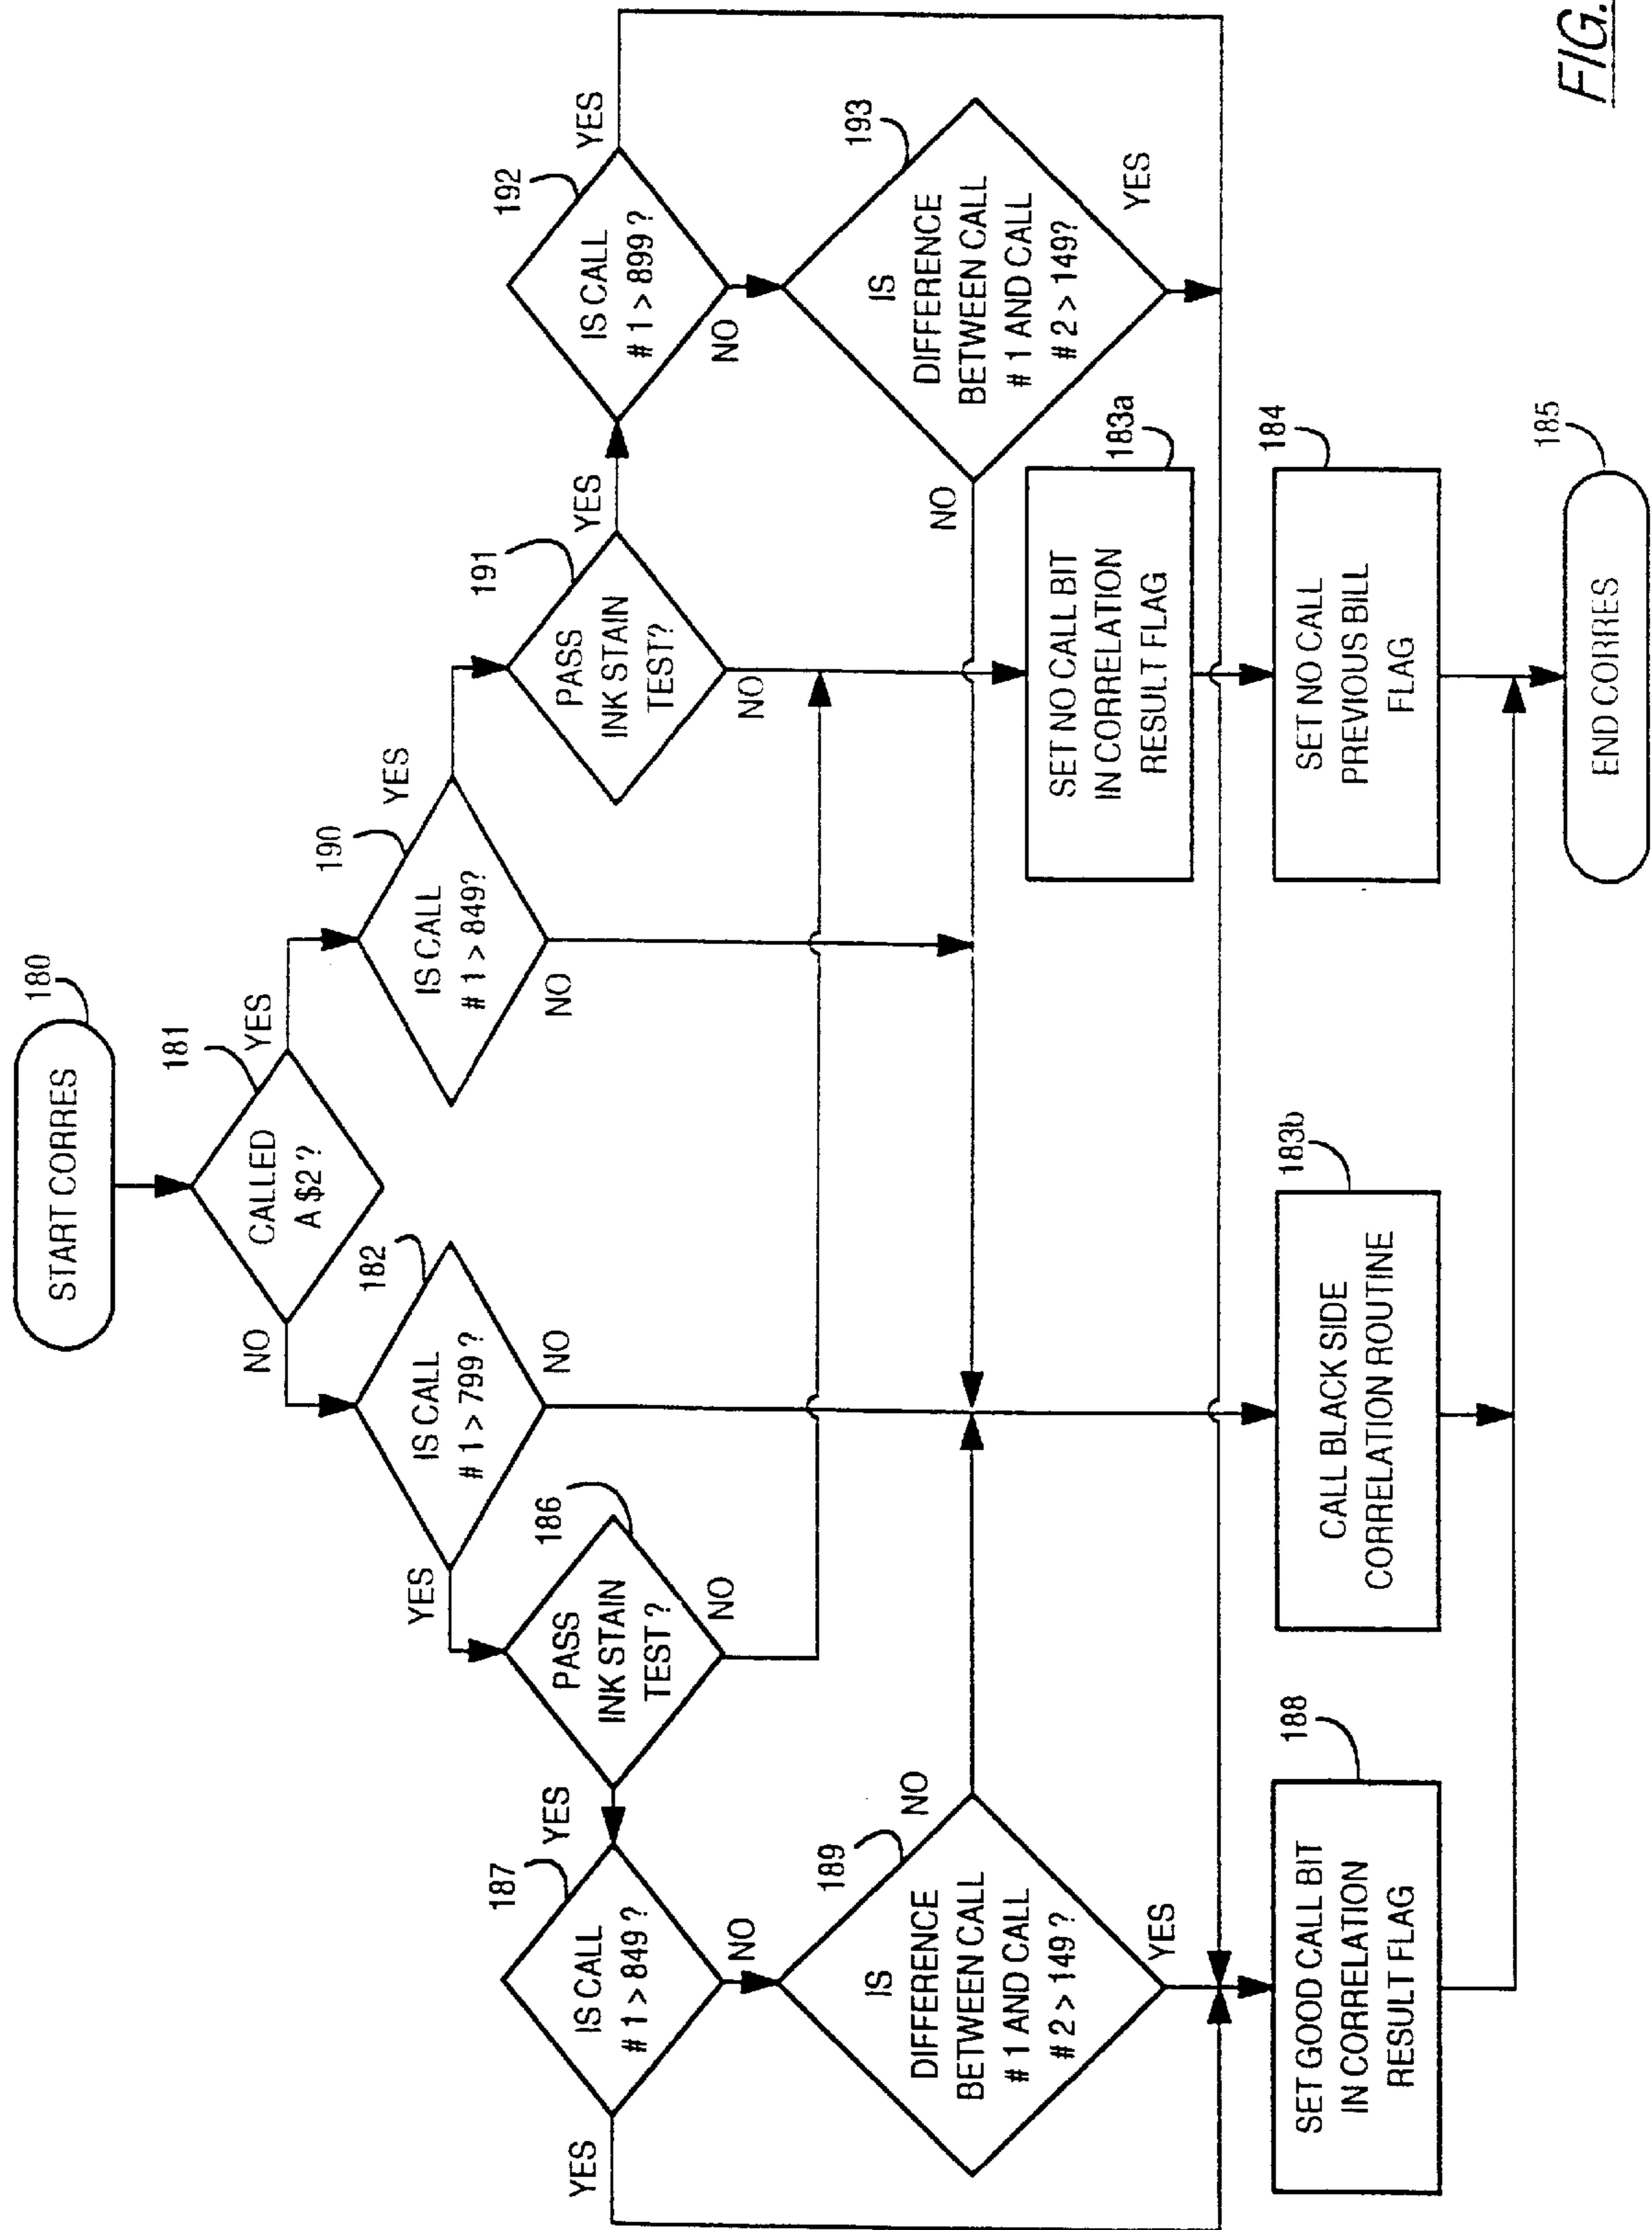 START CORRES
180
CALLED
A $2 ?
181
NO
YES
IS CALL
# 1 > 799 ?
182
YES
NO
IS CALL
# 1 > 849?
190
YES
NO
PASS
INK STAIN
TEST ?
186
YES
NO
PASS
INK STAIN
TEST?
191
YES
NO
IS CALL
# 1 > 849 ?
187
YES
NO
IS CALL
# 1 > 899 ?
192
YES
NO
IS
DIFFERENCE
BETWEEN CALL
# 1 AND CALL
# 2 > 149 ?
189
NO
YES
IS
DIFFERENCE
BETWEEN CALL
# 1 AND CALL
# 2 > 149?
193
NO
YES
SET NO CALL BIT
IN CORRELATION
RESULT FLAG
183a
SET GOOD CALL BIT
IN CORRELATION
RESULT FLAG
188
CALL BLACK SIDE
CORRELATION ROUTINE
183b
SET NO CALL
PREVIOUS BILL
FLAG
184
END CORRES
185
FIG.